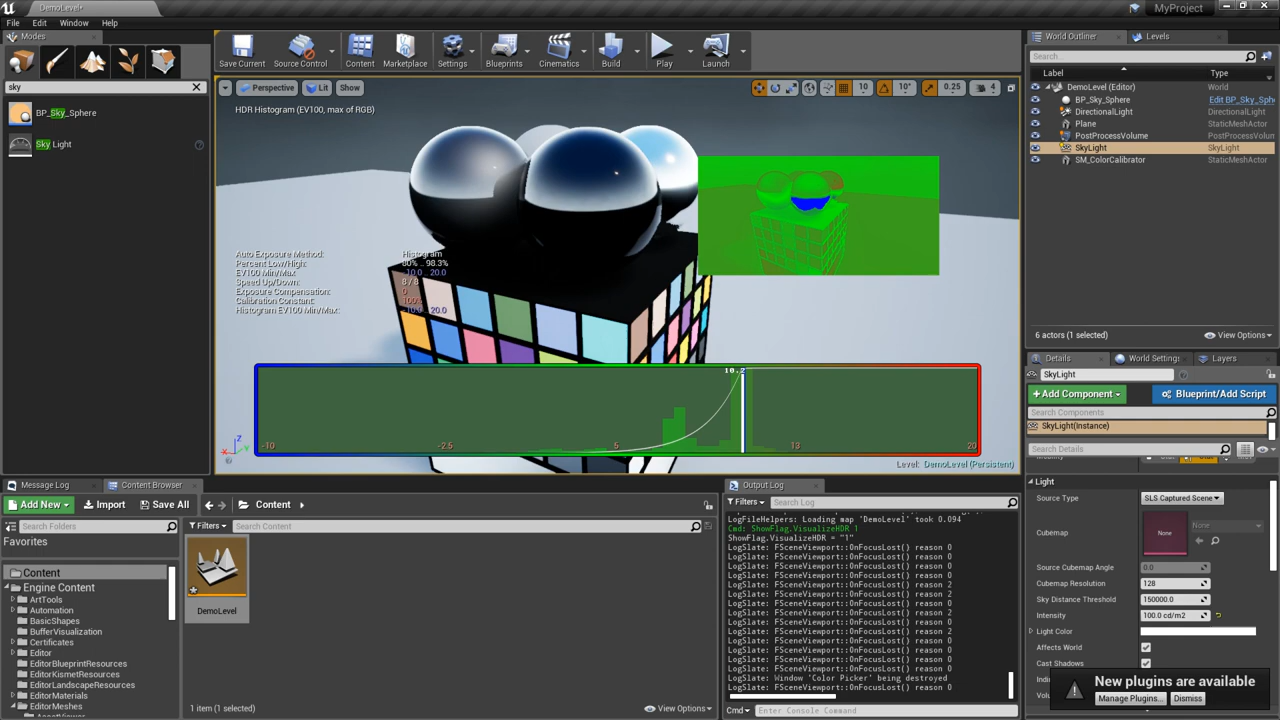 DemoLevel•
MyProject
File Edit Window Help
Modes
sky
BP_Sky_Sphere
Sky Light
Save Current
Source Control
Content
Marketplace
Settings
Blueprints
Cinematics
Build
Play
Launch
Perspective Lit Show
10 10° 0.25 4
HDR Histogram (EV100, max of RGB)
Auto Exposure Method: Histogram
Percent Low/High: 80% .. 98.3%
EV100 Min/Max -10.0 .. 20.0
Speed Up/Down: 8 / 8
Exposure Compensation: 0
Calibration Constant: 100%
Histogram EV100 Min/Max: -10.0 .. 20.0
10.2
-10 -2.5 5 13 20
Level: DemoLevel (Persistent)
World Outliner Levels
Search...
Label Type
DemoLevel (Editor) World
BP_Sky_Sphere Edit BP_Sky_Sph
DirectionalLight DirectionalLight
Plane StaticMeshActor
PostProcessVolume PostProcessVolum
SkyLight SkyLight
SM_ColorCalibrator StaticMeshActor
6 actors (1 selected) View Options
Details World Settings Layers
SkyLight
+Add Component Blueprint/Add Script
Search Components
SkyLight(Instance)
Search Details
Light
Source Type SLS Captured Scene
Cubemap None None
Source Cubemap Angle 0.0
Cubemap Resolution 128
Sky Distance Threshold 150000.0
Intensity 100.0 cd/m2
Light Color
Affects World
Cast Shadows
New plugins are available
Manage Plugins... Dismiss
Message Log Content Browser
Add New Import Save All Content
Search Folders
Favorites
Content
Engine Content
ArtTools
Automation
BasicShapes
BufferVisualization
Certificates
Editor
EditorBlueprintResources
EditorKismetResources
EditorLandscapeResources
EditorMaterials
EditorMeshes
Filters Search Content
DemoLevel
1 item (1 selected) View Options
Output Log
Filters Search Log
LogFileHelpers: Loading map 'DemoLevel' took 0.094
Cmd: ShowFlag.VisualizeHDR 1
ShowFlag.VisualizeHDR = "1"
LogSlate: FSceneViewport::OnFocusLost() reason 0
LogSlate: FSceneViewport::OnFocusLost() reason 0
LogSlate: FSceneViewport::OnFocusLost() reason 0
LogSlate: FSceneViewport::OnFocusLost() reason 0
LogSlate: FSceneViewport::OnFocusLost() reason 2
LogSlate: FSceneViewport::OnFocusLost() reason 2
LogSlate: FSceneViewport::OnFocusLost() reason 0
LogSlate: FSceneViewport::OnFocusLost() reason 2
LogSlate: FSceneViewport::OnFocusLost() reason 0
LogSlate: FSceneViewport::OnFocusLost() reason 2
LogSlate: FSceneViewport::OnFocusLost() reason 0
LogSlate: FSceneViewport::OnFocusLost() reason 0
LogSlate: FSceneViewport::OnFocusLost() reason 0
LogSlate: FSceneViewport::OnFocusLost() reason 0
LogSlate: Window 'Color Picker' being destroyed
LogSlate: FSceneViewport::OnFocusLost() reason 0
Cmd Enter Console Command